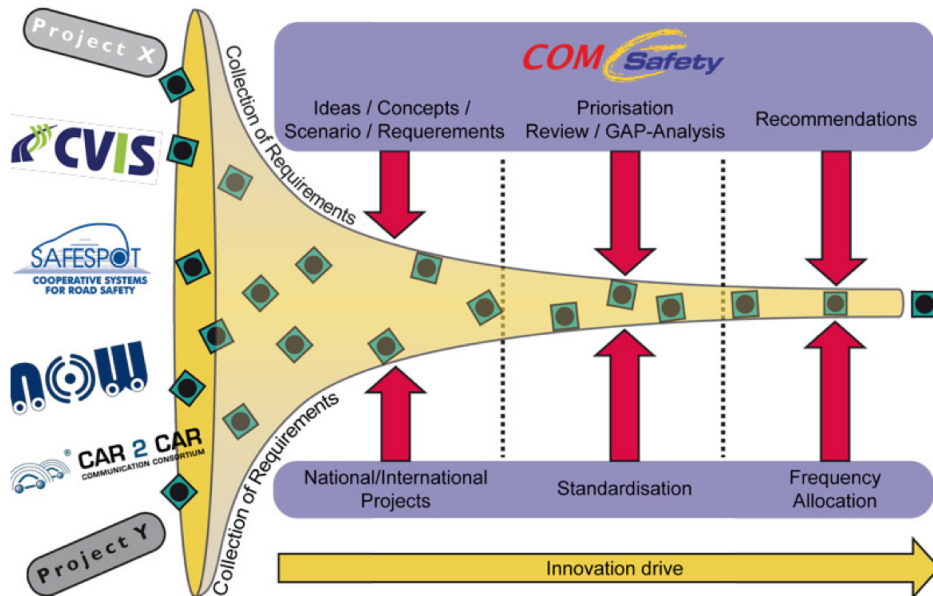 Project X
CVIS
SAFESPOT
COOPERATIVE SYSTEMS
FOR ROAD SAFETY
now
CAR 2 CAR
COMMUNICATION CONSORTIUM
Project Y
Collection of Requirements
Collection of Requirements
COMSafety
Ideas / Concepts /
Scenario / Requerements
Priorisation
Review / GAP-Analysis
Recommendations
National/International
Projects
Standardisation
Frequency
Allocation
Innovation drive